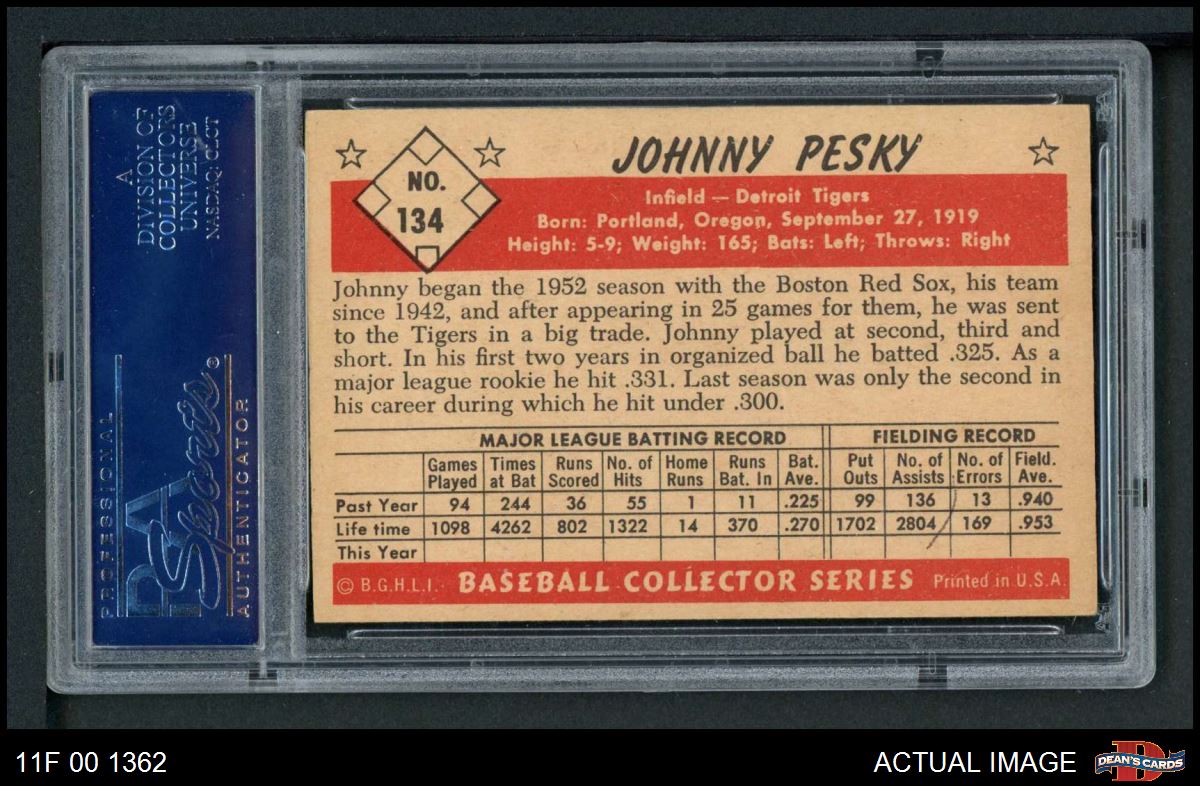 A
DIVISION OF
COLLECTORS
UNIVERSE
NASDAQ: CLCT
PROFESSIONAL
PSA
Sports®
AUTHENTICATOR
NO.
134
JOHNNY PESKY
Infield — Detroit Tigers
Born: Portland, Oregon, September 27, 1919
Height: 5-9; Weight: 165; Bats: Left; Throws: Right
Johnny began the 1952 season with the Boston Red Sox, his team
since 1942, and after appearing in 25 games for them, he was sent
to the Tigers in a big trade. Johnny played at second, third and
short. In his first two years in organized ball he batted .325. As a
major league rookie he hit .331. Last season was only the second in
his career during which he hit under .300.
MAJOR LEAGUE BATTING RECORD FIELDING RECORD
Games Times Runs No. of Home Runs Bat. Put No. of No. of Field.
Played at Bat Scored Hits Runs Bat. In Ave. Outs Assists Errors Ave.
Past Year 94 244 36 55 1 11 .225 99 136 13 .940
Life time 1098 4262 802 1322 14 370 .270 1702 2804 169 .953
This Year
© B.G.H.L.I. BASEBALL COLLECTOR SERIES Printed in U.S.A.
11F 00 1362
ACTUAL IMAGE
D
DEAN'S CARDS